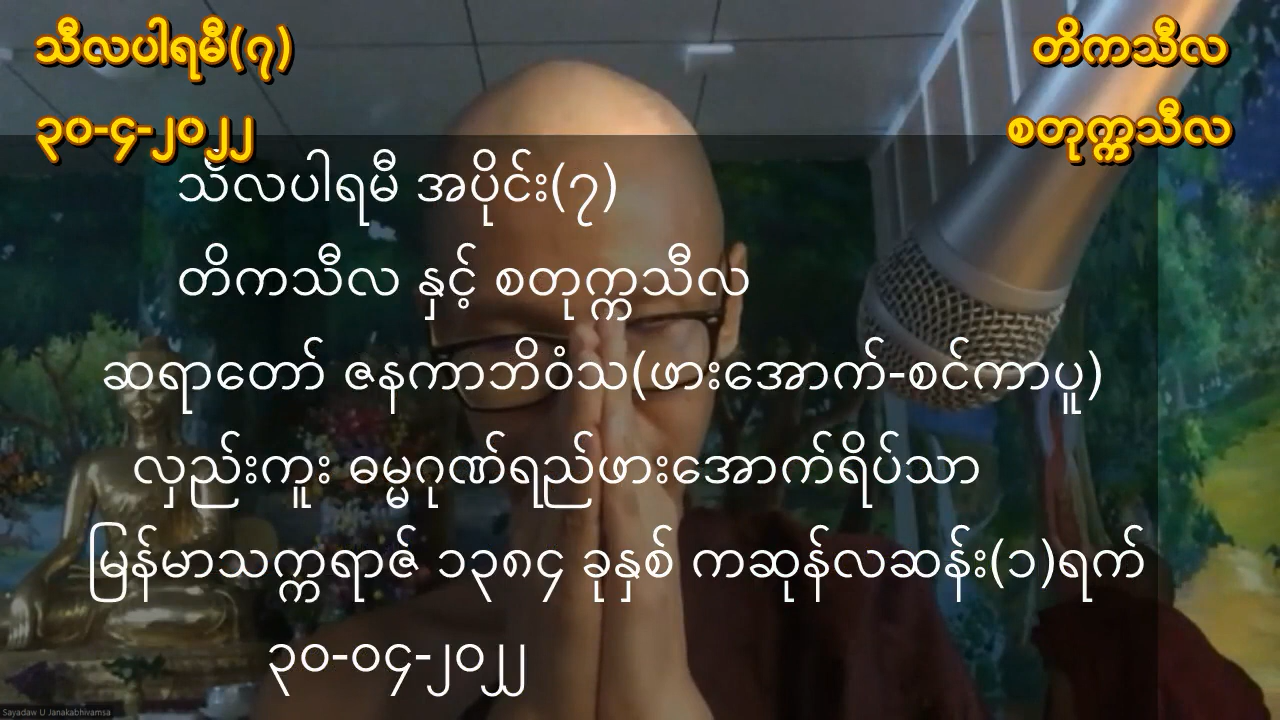 သီလပါရမီ(၇)
၃၀-၄-၂၀၂၂
တိကသီလ
စတုက္ကသီလ
သီလပါရမီ အပိုင်း(၇)
တိကသီလ နှင့် စတုက္ကသီလ
ဆရာတော် ဇနကာဘိဝံသ(ဖားအောက်-စင်ကာပူ)
လှည်းကူး ဓမ္မဂုဏ်ရည်ဖားအောက်ရိပ်သာ
မြန်မာသက္ကရာဇ် ၁၃၈၄ ခုနှစ် ကဆုန်လဆန်း(၁)ရက်
၃၀-၀၄-၂၀၂၂
Sayadaw U Janakabhivamsa